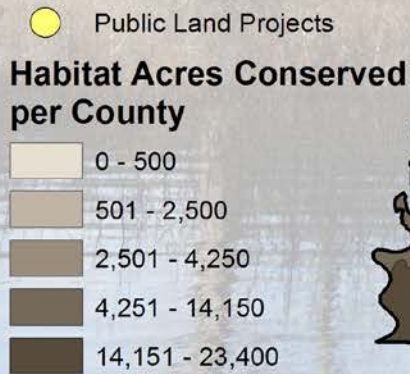 Public Land Projects
Habitat Acres Conserved
per County
0 - 500
501 - 2,500
2,501 - 4,250
4,251 - 14,150
14,151 - 23,400